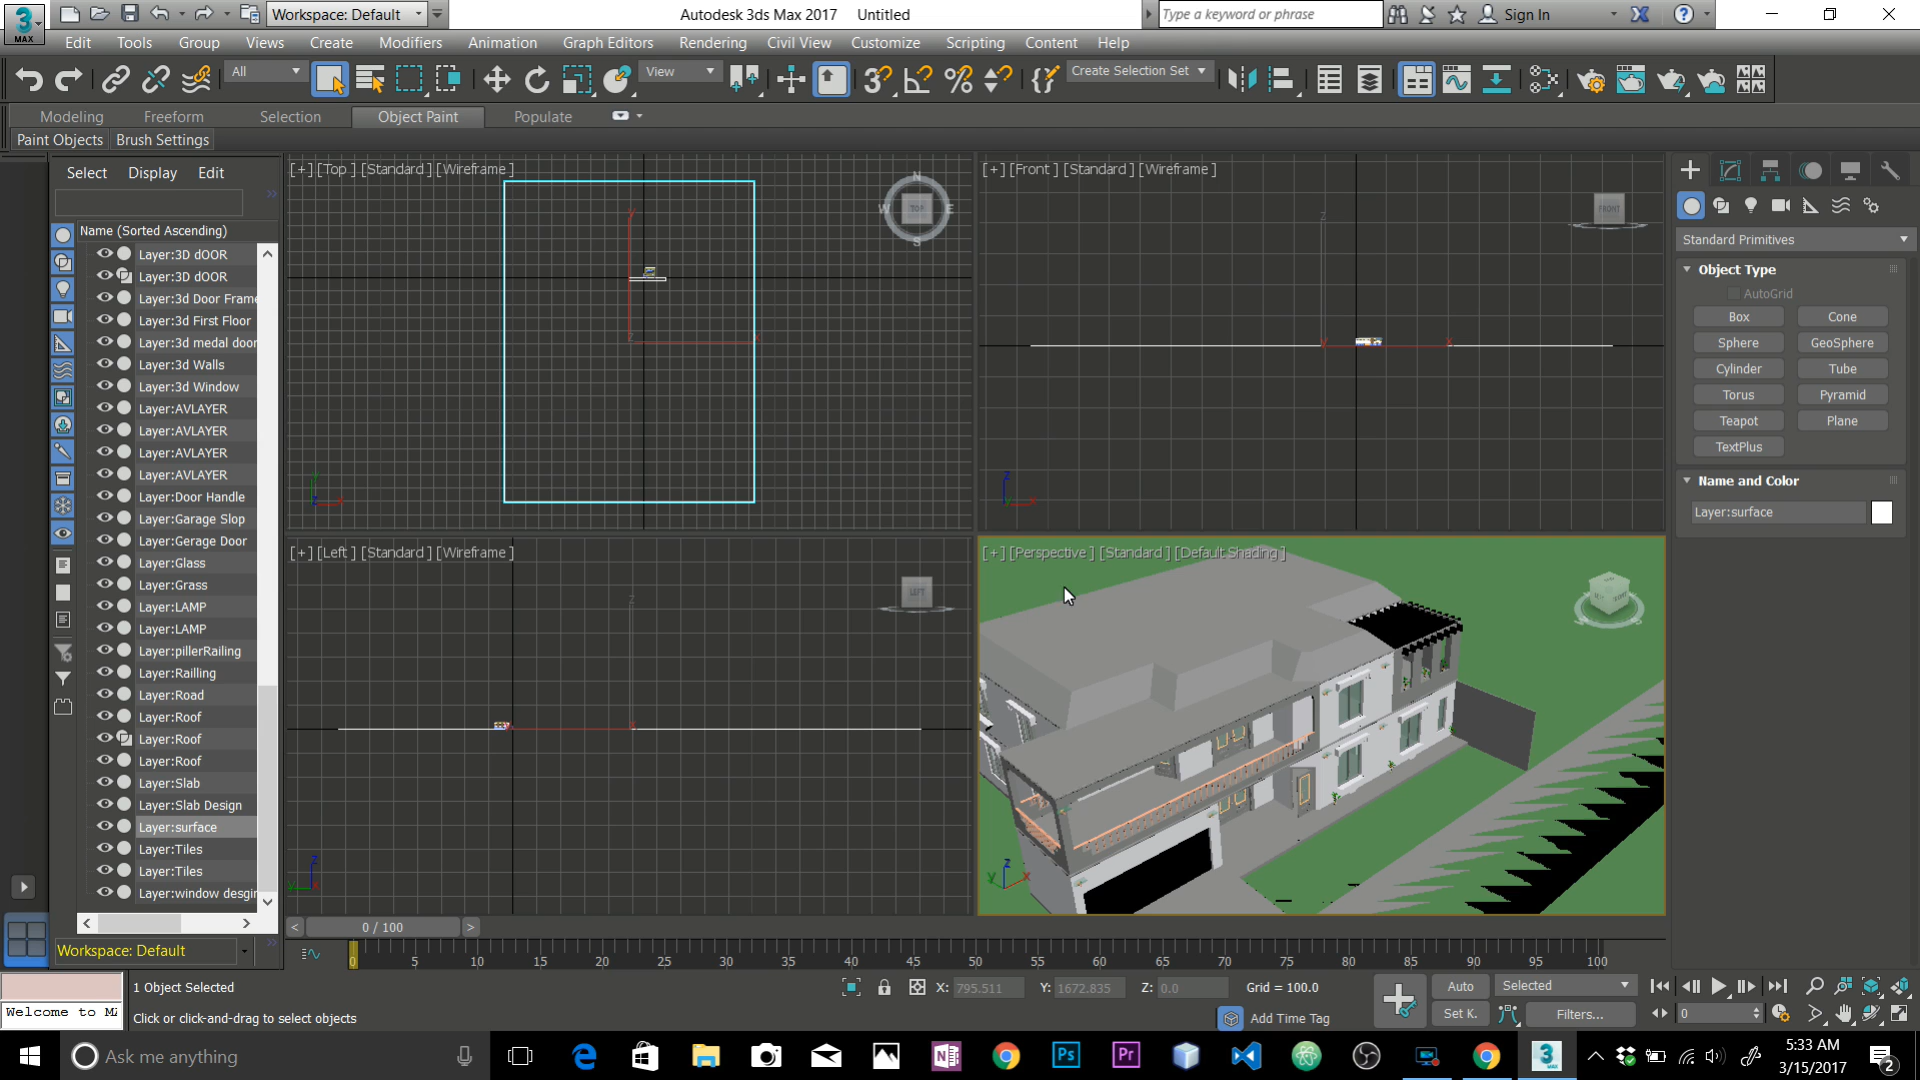 Workspace: Default
Autodesk 3ds Max 2017 Untitled
Type a keyword or phrase
Sign In
3
MAX
Edit Tools Group Views Create Modifiers Animation Graph Editors Rendering Civil View Customize Scripting Content Help
All
View
Create Selection Set
Modeling Freeform Selection Object Paint Populate
Paint Objects Brush Settings
Select Display Edit
Name (Sorted Ascending)
Layer:3D dOOR
Layer:3D dOOR
Layer:3d Door Frame
Layer:3d First Floor
Layer:3d medal door
Layer:3d Walls
Layer:3d Window
Layer:AVLAYER
Layer:AVLAYER
Layer:AVLAYER
Layer:AVLAYER
Layer:Door Handle
Layer:Garage Slop
Layer:Gerage Door
Layer:Glass
Layer:Grass
Layer:LAMP
Layer:LAMP
Layer:pillerRailing
Layer:Railling
Layer:Road
Layer:Roof
Layer:Roof
Layer:Roof
Layer:Slab
Layer:Slab Design
Layer:surface
Layer:Tiles
Layer:Tiles
Layer:window desgin
Workspace: Default
[+] [Top ] [Standard ] [Wireframe ]
N
W TOP E
S
[+] [Front ] [Standard ] [Wireframe ]
FRONT
[+] [Left ] [Standard ] [Wireframe ]
LEFT
[+] [Perspective ] [Standard ] [Default Shading ]
Standard Primitives
Object Type
AutoGrid
Box Cone
Sphere GeoSphere
Cylinder Tube
Torus Pyramid
Teapot Plane
TextPlus
Name and Color
Layer:surface
< 0 / 100 >
0 5 10 15 20 25 30 35 40 45 50 55 60 65 70 75 80 85 90 95 100
1 Object Selected
X: 795.511 Y: 1672.835 Z: 0.0 Grid = 100.0
Auto Selected
Welcome to MA
Click or click-and-drag to select objects
Add Time Tag
Set K. Filters...
0
Ask me anything
Ps
Pr
5:33 AM
3/15/2017
2